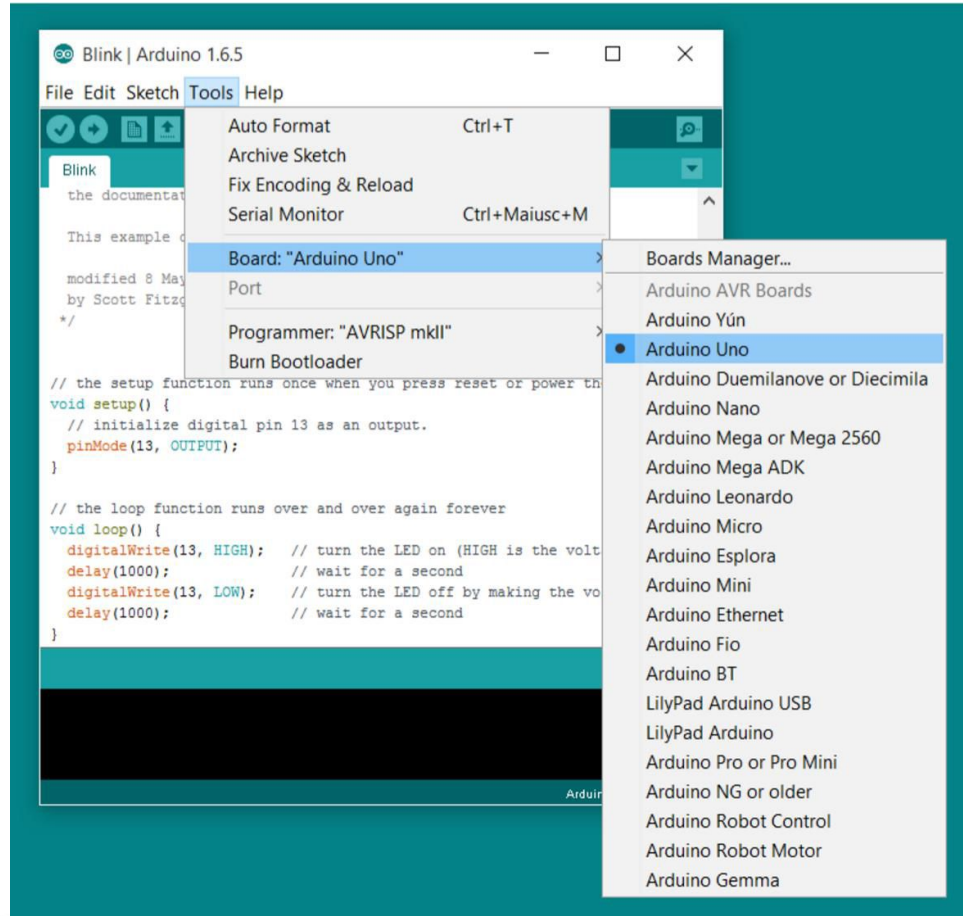 Blink | Arduino 1.6.5
File Edit Sketch Tools Help
Auto Format Ctrl+T
Archive Sketch
Fix Encoding & Reload
Serial Monitor Ctrl+Maiusc+M
Board: "Arduino Uno"
Port
Programmer: "AVRISP mkII"
Burn Bootloader
Boards Manager...
Arduino AVR Boards
Arduino Yún
Arduino Uno
Arduino Duemilanove or Diecimila
Arduino Nano
Arduino Mega or Mega 2560
Arduino Mega ADK
Arduino Leonardo
Arduino Micro
Arduino Esplora
Arduino Mini
Arduino Ethernet
Arduino Fio
Arduino BT
LilyPad Arduino USB
LilyPad Arduino
Arduino Pro or Pro Mini
Arduino NG or older
Arduino Robot Control
Arduino Robot Motor
Arduino Gemma
Blink
the documentat
This example
modified 8 May
by Scott Fitzg
*/
// the setup function runs once when you press reset or power th
void setup() {
// initialize digital pin 13 as an output.
pinMode(13, OUTPUT);
}
// the loop function runs over and over again forever
void loop() {
digitalWrite(13, HIGH); // turn the LED on (HIGH is the volt
delay(1000); // wait for a second
digitalWrite(13, LOW); // turn the LED off by making the vo
delay(1000); // wait for a second
}